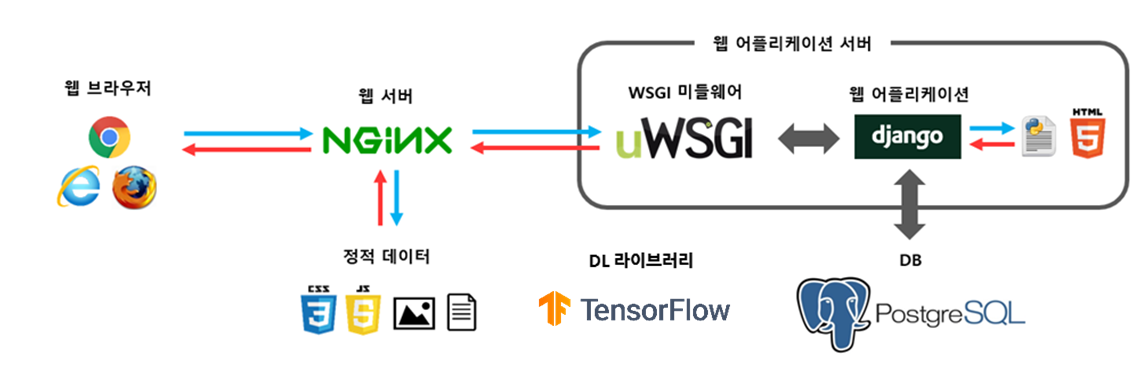 웹 어플리케이션 서버
웹 브라우저
웹 서버
WSGI 미들웨어
웹 어플리케이션
NGiNX
uWSGI
django
HTML
5
정적 데이터
DL 라이브러리
DB
CSS
3
JS
5
TensorFlow
PostgreSQL